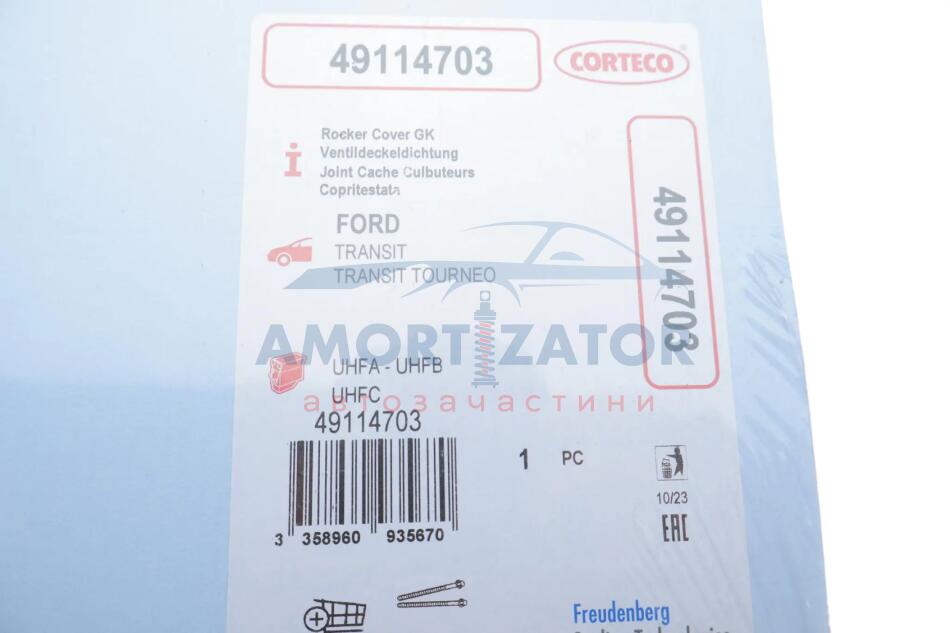 49114703
CORTECO
®
Rocker Cover GK
Ventildeckeldichtung
Joint Cache Culbuteurs
Copritestata
49114703
FORD
TRANSIT
TRANSIT TOURNEO
AMORTIZATOR
автозапчастини
UHFA - UHFB
UHFC
49114703
1 PC
3 358960 935670
10/23
EAC
Freudenberg